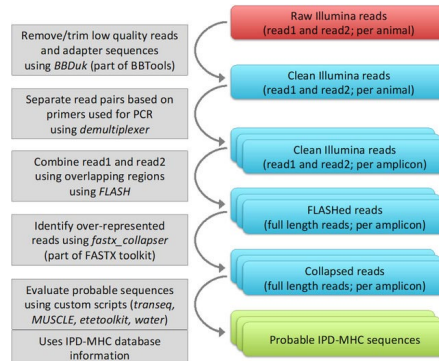 Remove/trim low quality reads
and adapter sequences
using BBDuk (part of BBTools)
Separate read pairs based on
primers used for PCR
using demultiplexer
Combine read1 and read2
using overlapping regions
using FLASH
Identify over-represented
reads using fastx_collapser
(part of FASTX toolkit)
Evaluate probable sequences
using custom scripts (transeq,
MUSCLE, etetoolkit, water)
Uses IPD-MHC database
information
Raw Illumina reads
(read1 and read2; per animal)
Clean Illumina reads
(read1 and read2; per animal)
Clean Illumina reads
(read1 and read2; per amplicon)
FLASHed reads
(full length reads; per amplicon)
Collapsed reads
(full length reads; per amplicon)
Probable IPD-MHC sequences